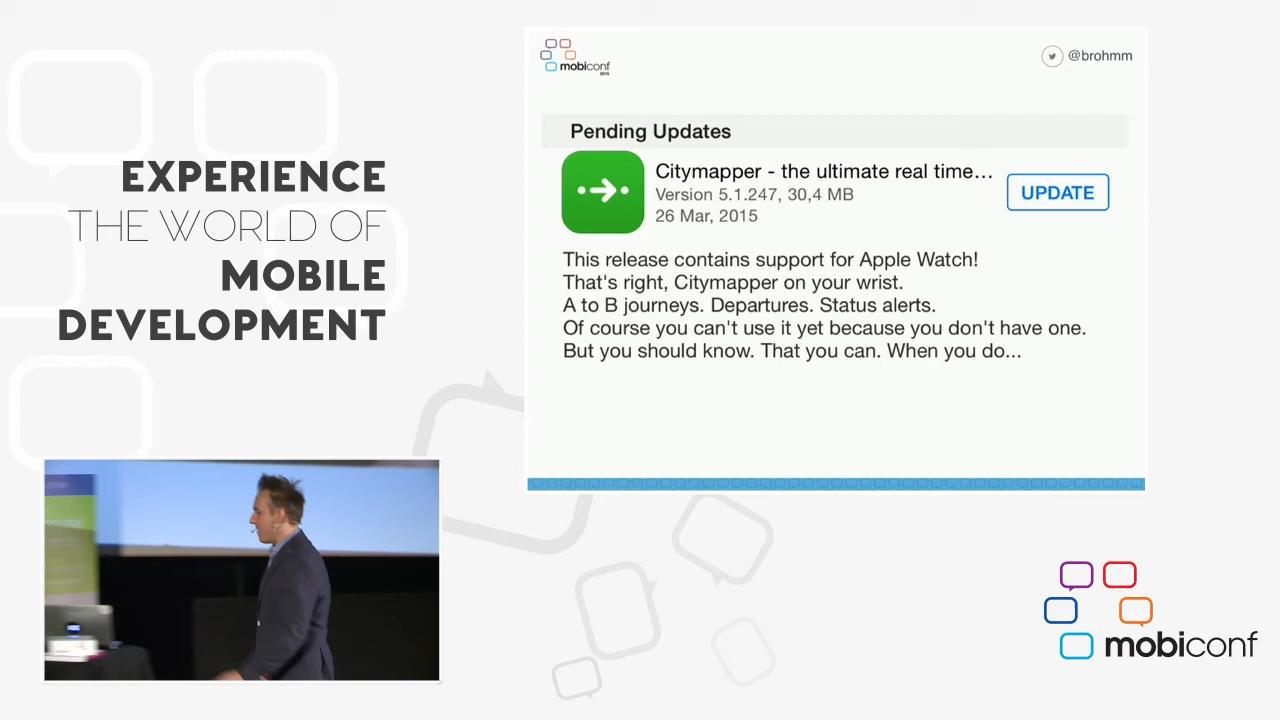 EXPERIENCE
THE WORLD OF
MOBILE
DEVELOPMENT
mobiconf
2015
@brohmm
Pending Updates
Citymapper - the ultimate real time...
Version 5.1.247, 30,4 MB
26 Mar, 2015
UPDATE
This release contains support for Apple Watch!
That's right, Citymapper on your wrist.
A to B journeys. Departures. Status alerts.
Of course you can't use it yet because you don't have one.
But you should know. That you can. When you do...
mobiconf